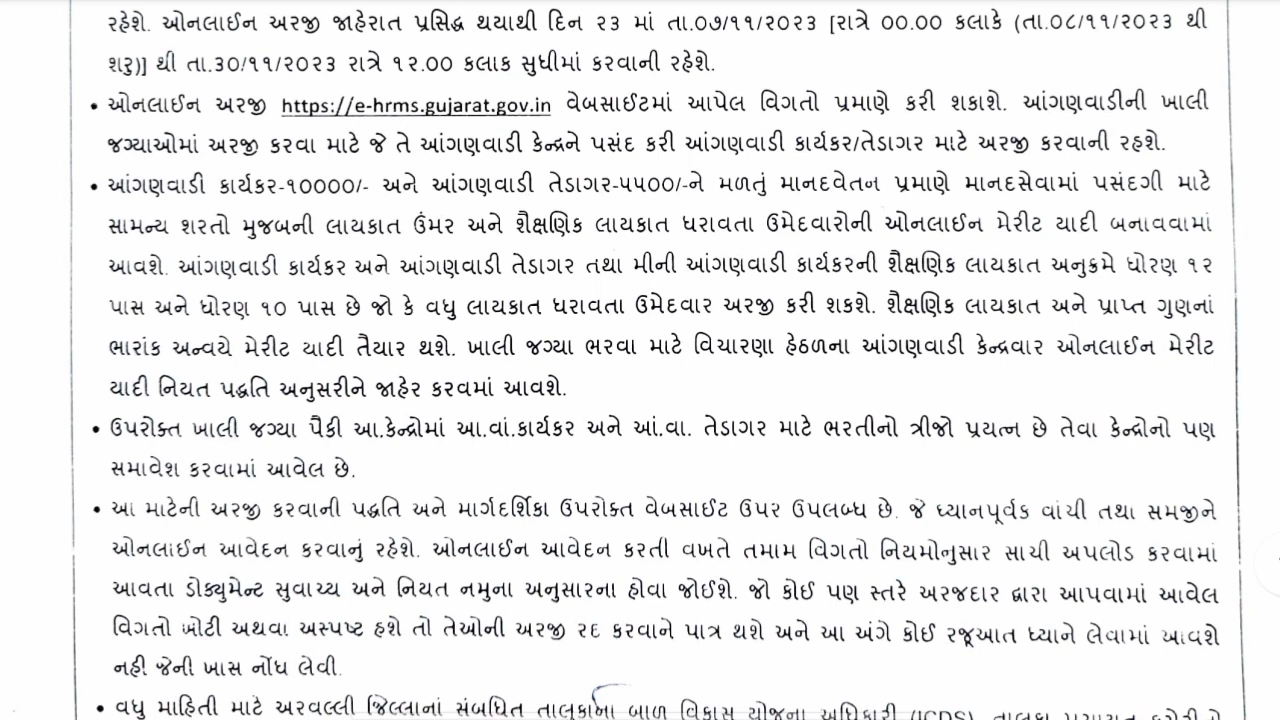 રહેશે. ઓનલાઈન અરજી જાહેરાત પ્રસિદ્ધ થયાથી દિન ૨૩ માં તા.૦૭/૧૧/૨૦૨૩ [રાત્રે ૦૦.૦૦ કલાકે (તા.૦૮/૧૧/૨૦૨૩ થી
શરૂ)] થી તા.૩૦/૧૧/૨૦૨૩ રાત્રે ૧૨.૦૦ કલાક સુધીમાં કરવાની રહેશે.
• ઓનલાઈન અરજી https://e-hrms.gujarat.gov.in વેબસાઈટમાં આપેલ વિગતો પ્રમાણે કરી શકાશે. આંગણવાડીની ખાલી
જગ્યાઓમાં અરજી કરવા માટે જે તે આંગણવાડી કેન્દ્રને પસંદ કરી આંગણવાડી કાર્યકર/તેડાગર માટે અરજી કરવાની રહશે.
• આંગણવાડી કાર્યકર-૧૦૦૦૦/- અને આંગણવાડી તેડાગર-૫૫૦૦/-ને મળતું માનદવેતન પ્રમાણે માનદસેવામાં પસંદગી માટે
સામન્ય શરતો મુજબની લાયકાત ઉંમર અને શૈક્ષણિક લાયકાત ધરાવતા ઉમેદવારોની ઓનલાઈન મેરીટ યાદી બનાવવામાં
આવશે. આંગણવાડી કાર્યકર અને આંગણવાડી તેડાગર તથા મીની આંગણવાડી કાર્યકરની શૈક્ષણિક લાયકાત અનુક્રમે ધોરણ ૧૨
પાસ અને ધોરણ ૧૦ પાસ છે જો કે વધુ લાયકાત ધરાવતા ઉમેદવાર અરજી કરી શકશે. શૈક્ષણિક લાયકાત અને પ્રાપ્ત ગુણનાં
ભારાંક અન્વયે મેરીટ યાદી તૈયાર થશે. ખાલી જગ્યા ભરવા માટે વિચારણા હેઠળના આંગણવાડી કેન્દ્રવાર ઓનલાઈન મેરીટ
યાદી નિયત પદ્ધતિ અનુસરીને જાહેર કરવમાં આવશે.
• ઉપરોક્ત ખાલી જગ્યા પૈકી આ.કેન્દ્રોમાં આ.વાં.કાર્યકર અને આં.વા. તેડાગર માટે ભરતીનો ત્રીજો પ્રયત્ન છે તેવા કેન્દ્રોનો પણ
સમાવેશ કરવામાં આવેલ છે.
• આ માટેની અરજી કરવાની પદ્ધતિ અને માર્ગદર્શિકા ઉપરોક્ત વેબસાઈટ ઉપર ઉપલબ્ધ છે. જે ધ્યાનપૂર્વક વાંચી તથા સમજીને
ઓનલાઈન આવેદન કરવાનું રહેશે. ઓનલાઈન આવેદન કરતી વખતે તમામ વિગતો નિયમોનુસાર સાચી અપલોડ કરવામાં
આવતા ડોક્યુમેન્ટ સુવાચ્ય અને નિયત નમુના અનુસારના હોવા જોઈશે. જો કોઈ પણ સ્તરે અરજદાર દ્વારા આપવામાં આવેલ
વિગતો ખોટી અથવા અસ્પષ્ટ હશે તો તેઓની અરજી રદ કરવાને પાત્ર થશે અને આ અંગે કોઈ રજૂઆત ધ્યાને લેવામાં આવશે
નહી જેની ખાસ નોંધ લેવી.
• વધુ માહિતી માટે અરવલ્લી જિલ્લાનાં સંબધિત તાલુકાના બાળ વિકાસ યોજના અધિકારી (ICDS), તાલુકા પંચાયત